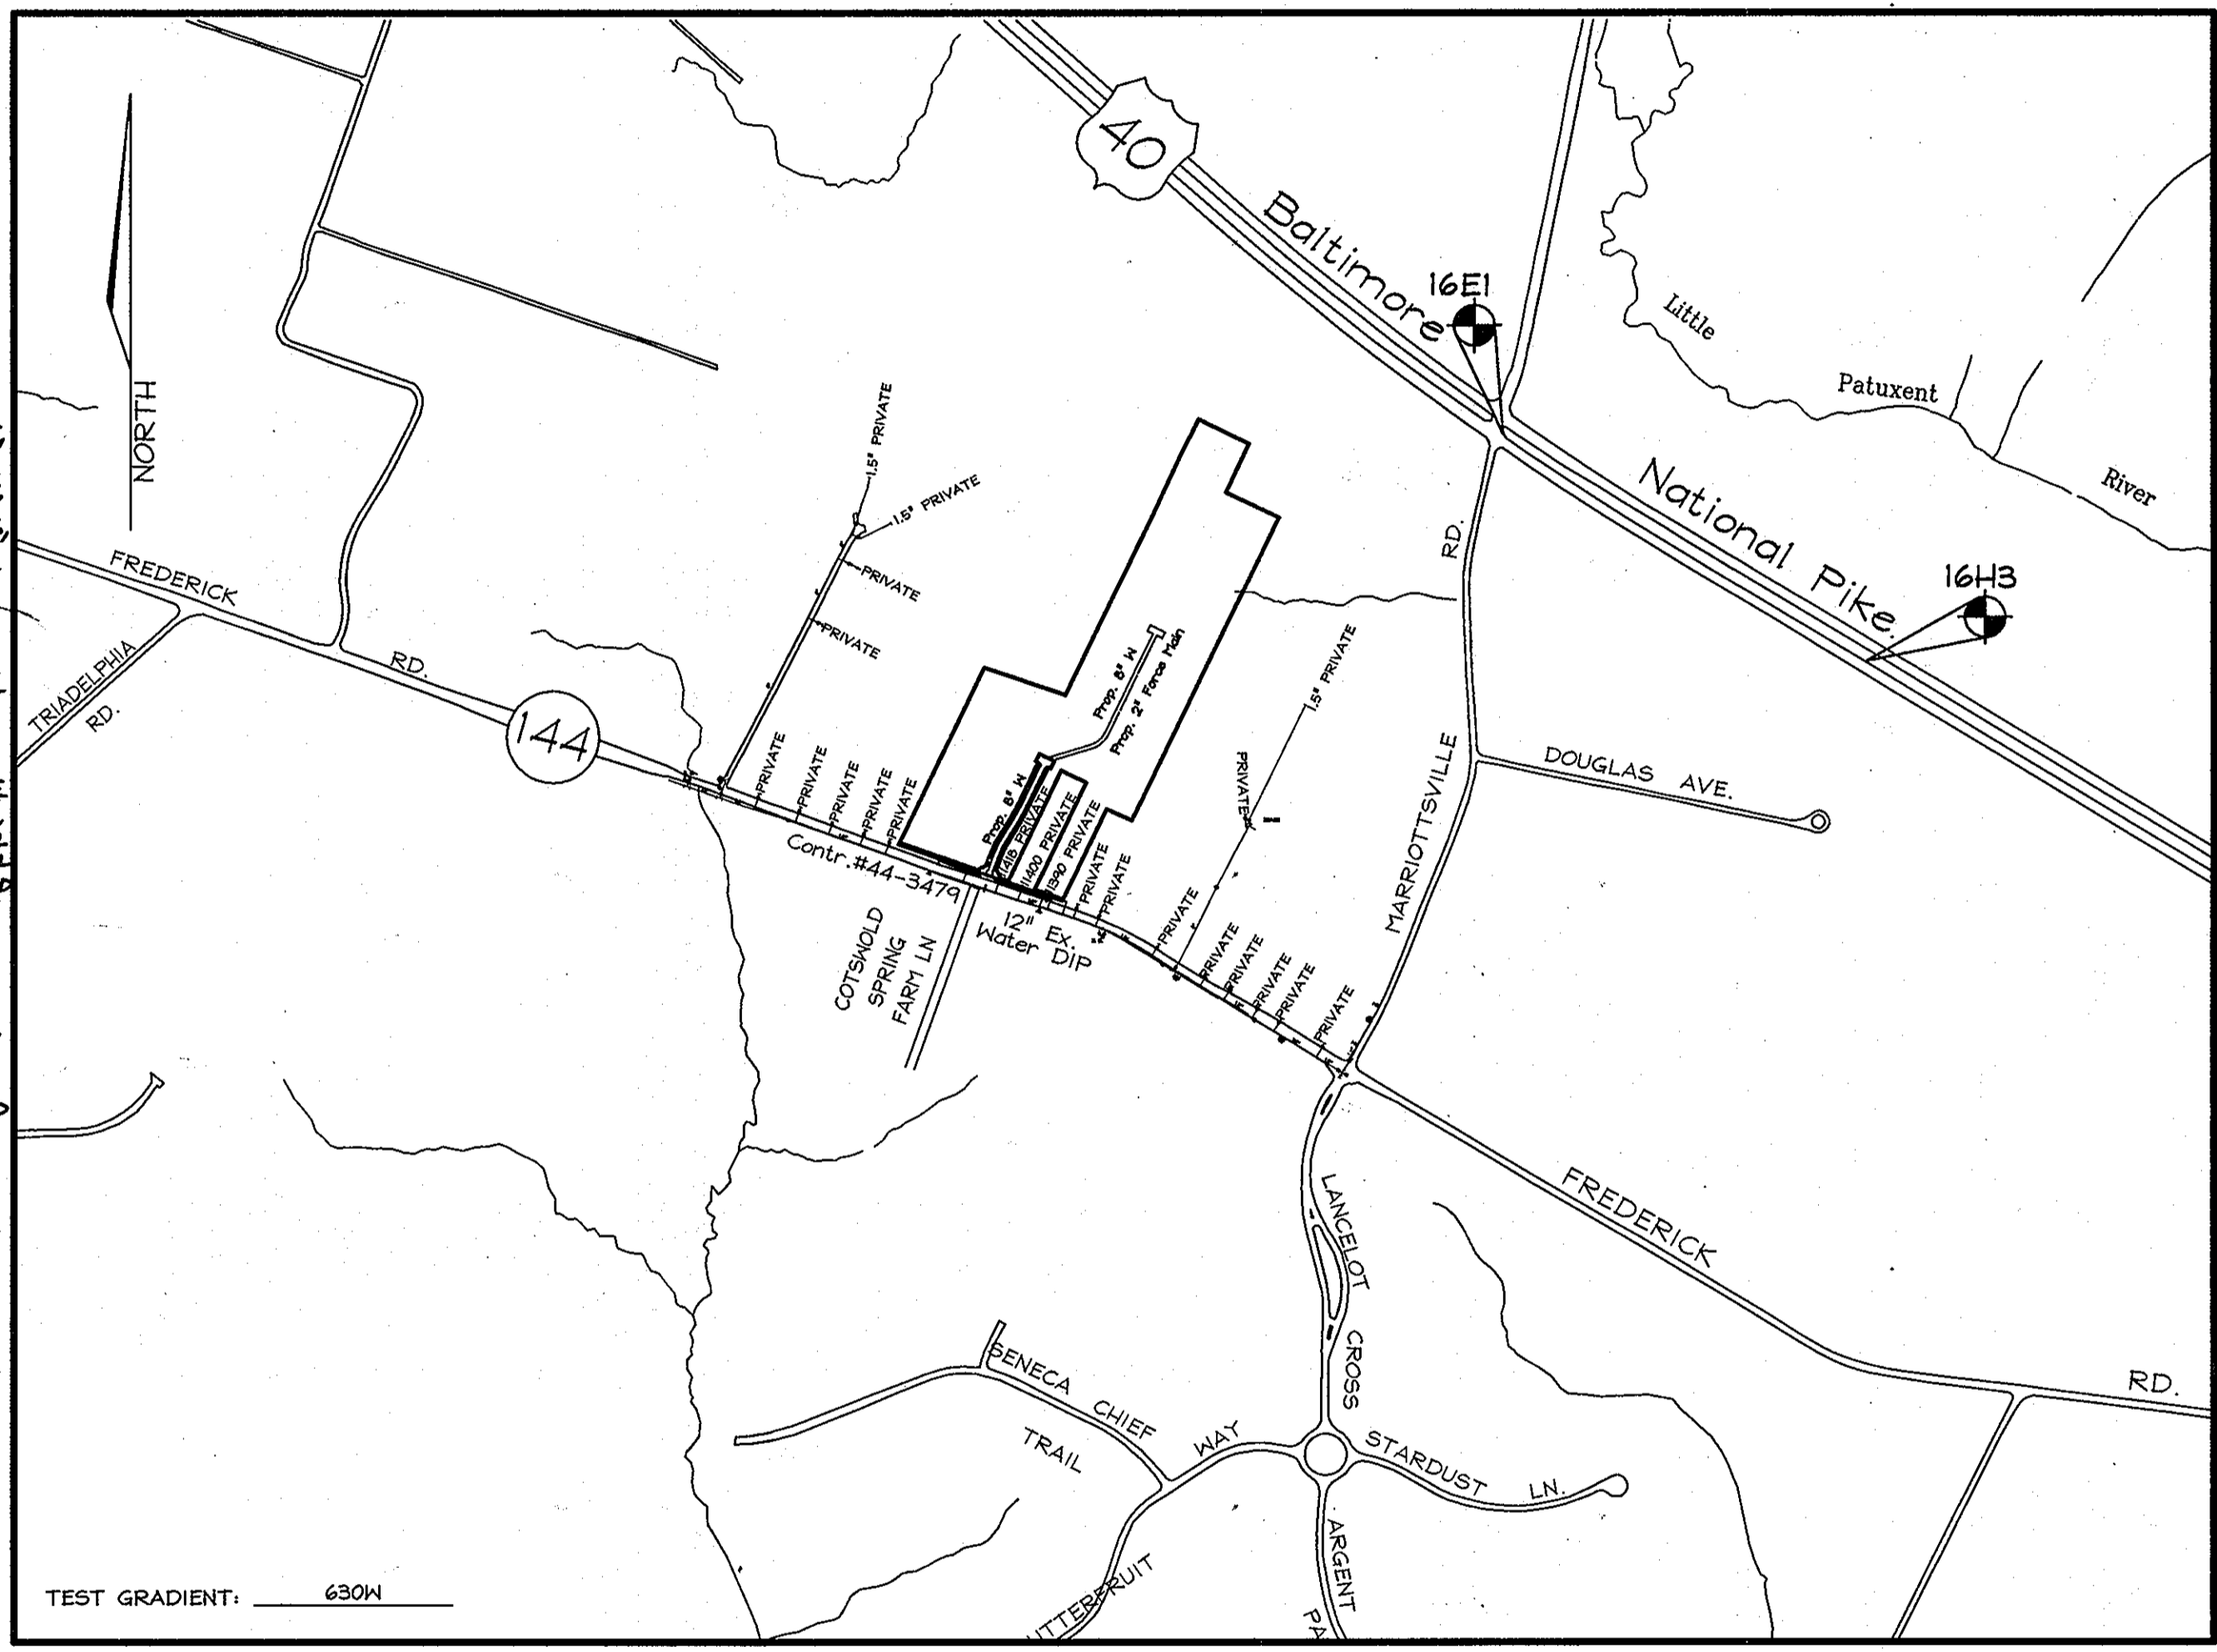 40
Baltimore
National Pike
16E1
16H3
Little
Patuxent
River
NORTH
FREDERICK
RD.
TRIADELPHIA
RD.
144
1.5" PRIVATE
1.5" PRIVATE
PRIVATE
PRIVATE
PRIVATE
PRIVATE
PRIVATE
PRIVATE
PRIVATE
Prop. 8" W
Prop. 2" Force Main
Prop. 8" W
11418 PRIVATE
11400 PRIVATE
11390 PRIVATE
PRIVATE
PRIVATE
1.5" PRIVATE
PRIVATE
PRIVATE
PRIVATE
PRIVATE
PRIVATE
PRIVATE
PRIVATE
Contr.#44-3479
12" Ex.
Water DIP
COTSWOLD
SPRING
FARM LN
MARRIOTTSVILLE
RD.
DOUGLAS AVE.
FREDERICK
RD.
LANCELOT
CROSS
SENECA
CHIEF
TRAIL
WAY
STARDUST
LN.
ARGENT
PA
UTTERFRUIT
TEST GRADIENT: 630W